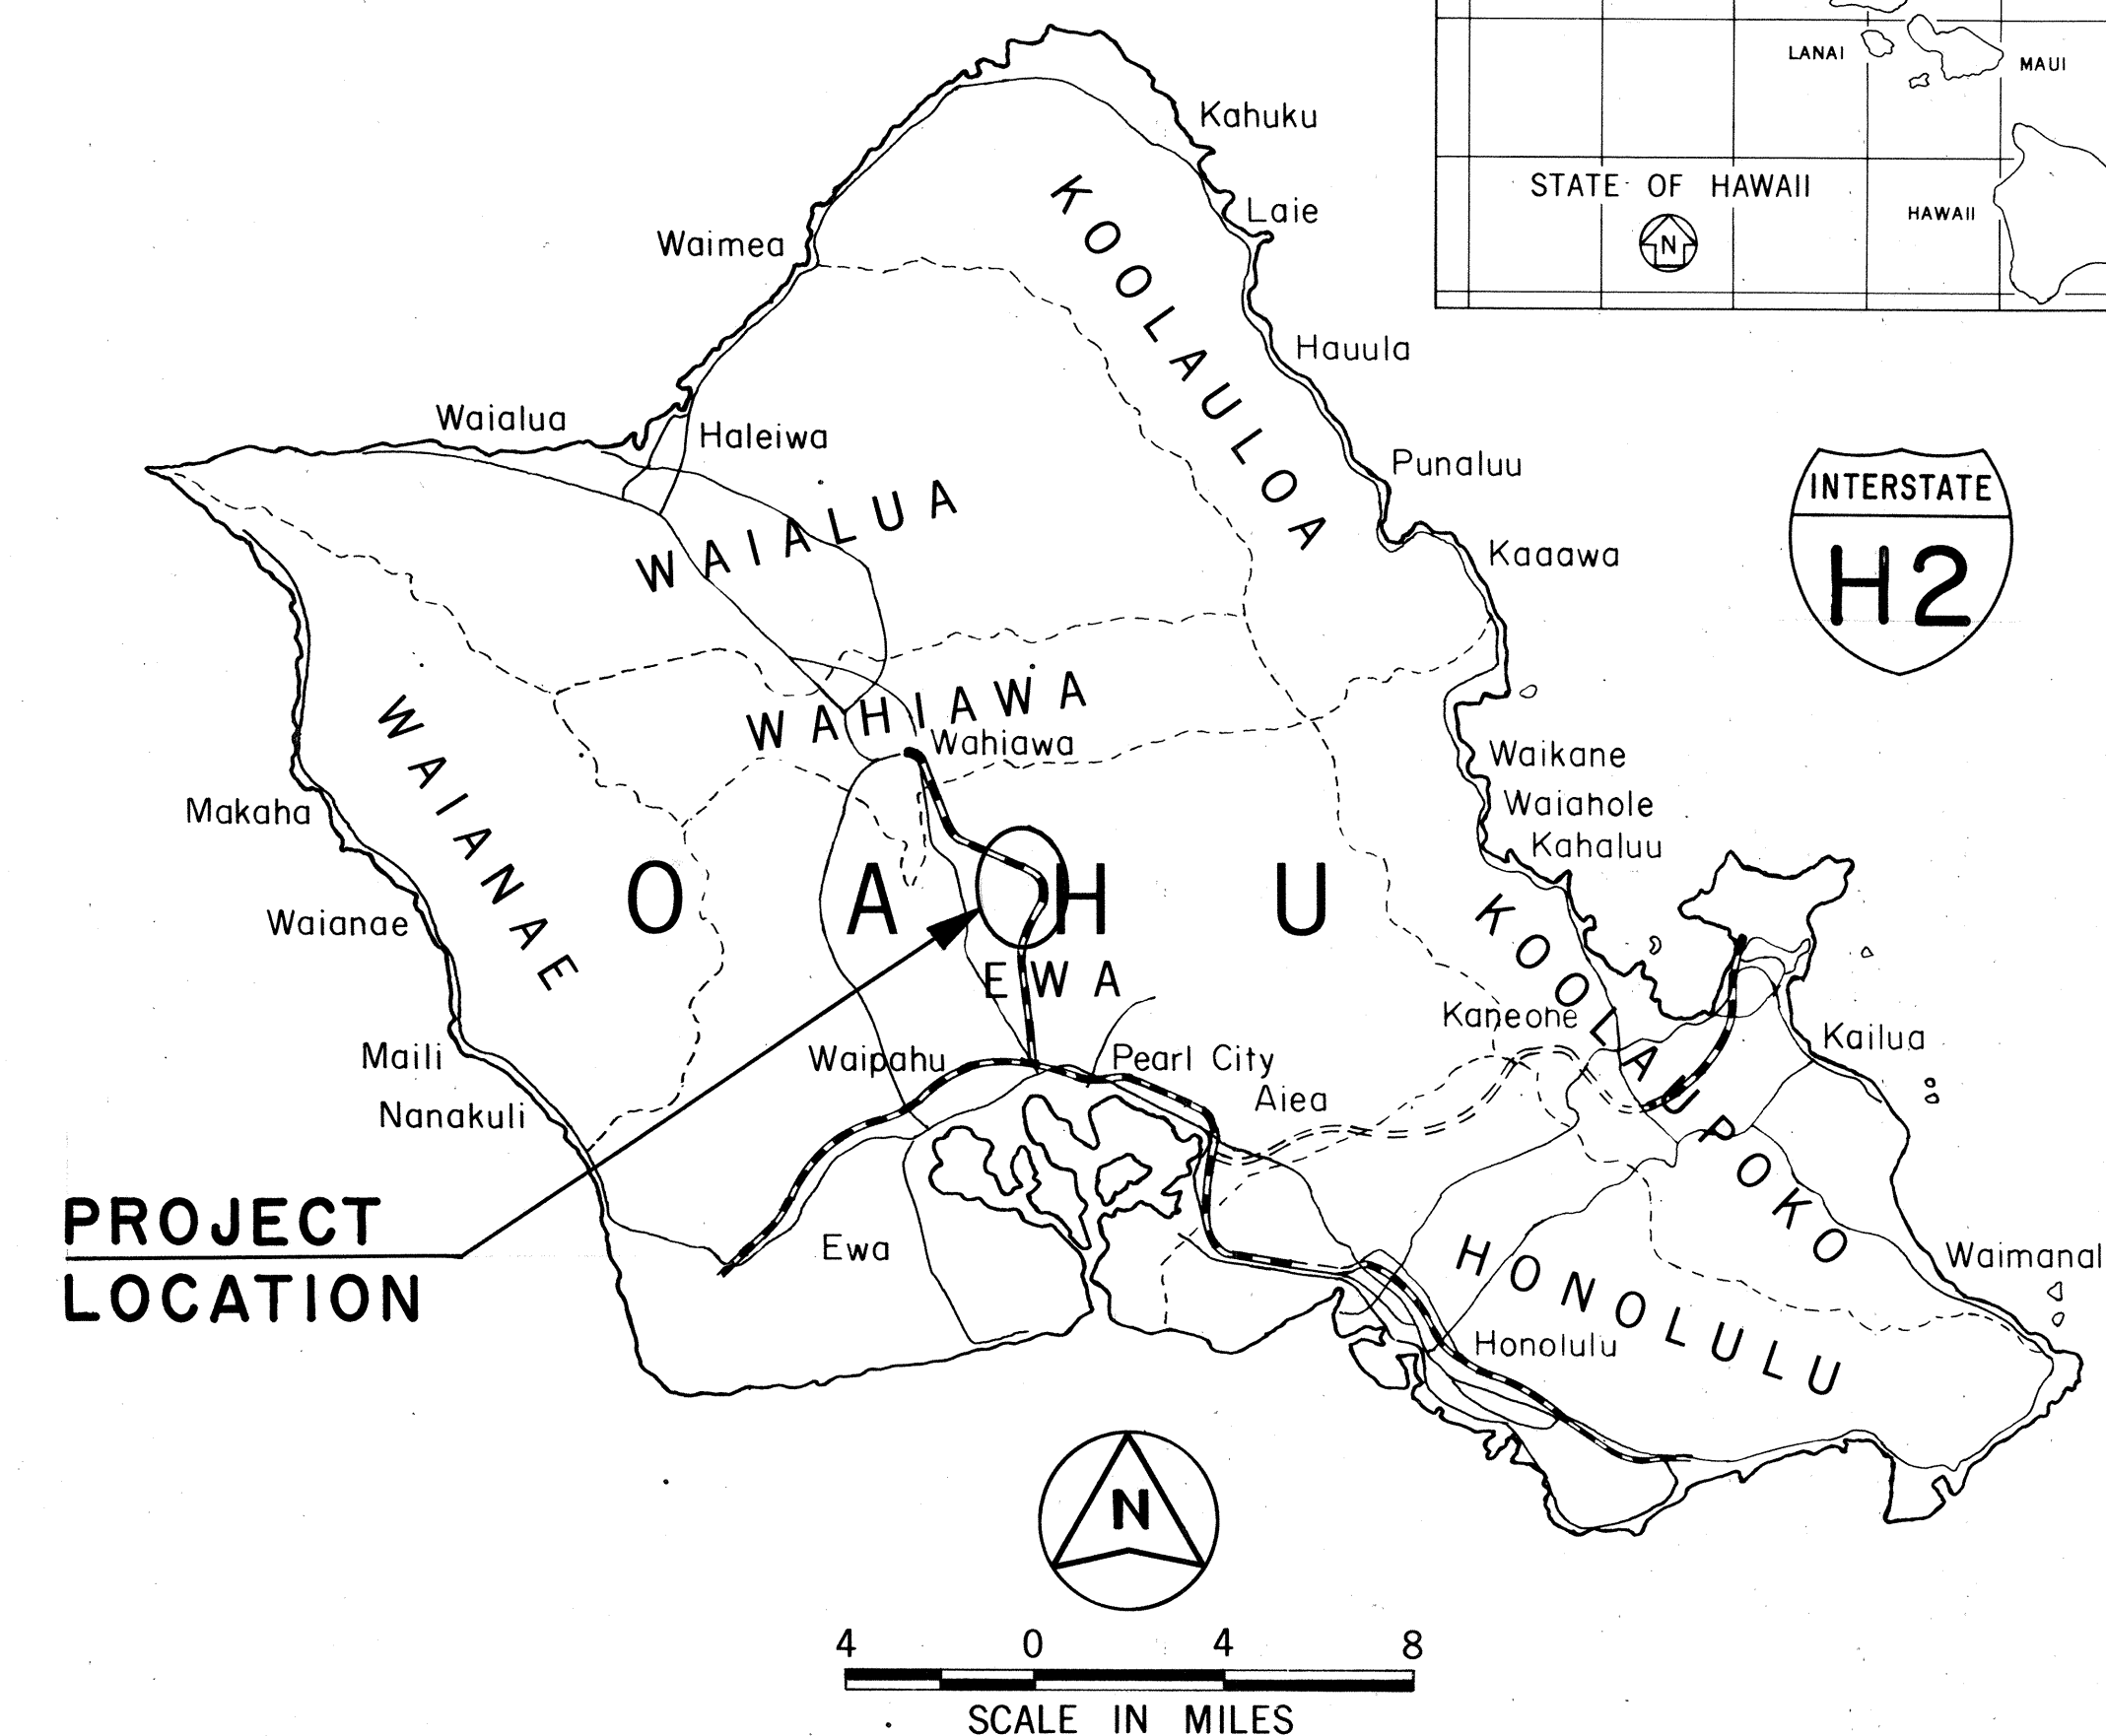 LANAI
MAUI
STATE OF HAWAII
HAWAII
N
Kahuku
Laie
Waimea
KOOLAULOA
Hauula
Waialua
Haleiwa
Punaluu
INTERSTATE
H2
WAIALUA
Kaaawa
WAHIAWA
Wahiawa
WAIANAE
Waikane
Waiahole
Kahaluu
Makaha
OAHU
Waianae
EWA
KOOLAUPOKO
Kaneohe
Kailua
Maili
Waipahu
Pearl City
Aiea
Nanakuli
PROJECT
LOCATION
Ewa
HONOLULU
Waimanal
Honolulu
N
4 0 4 8
SCALE IN MILES